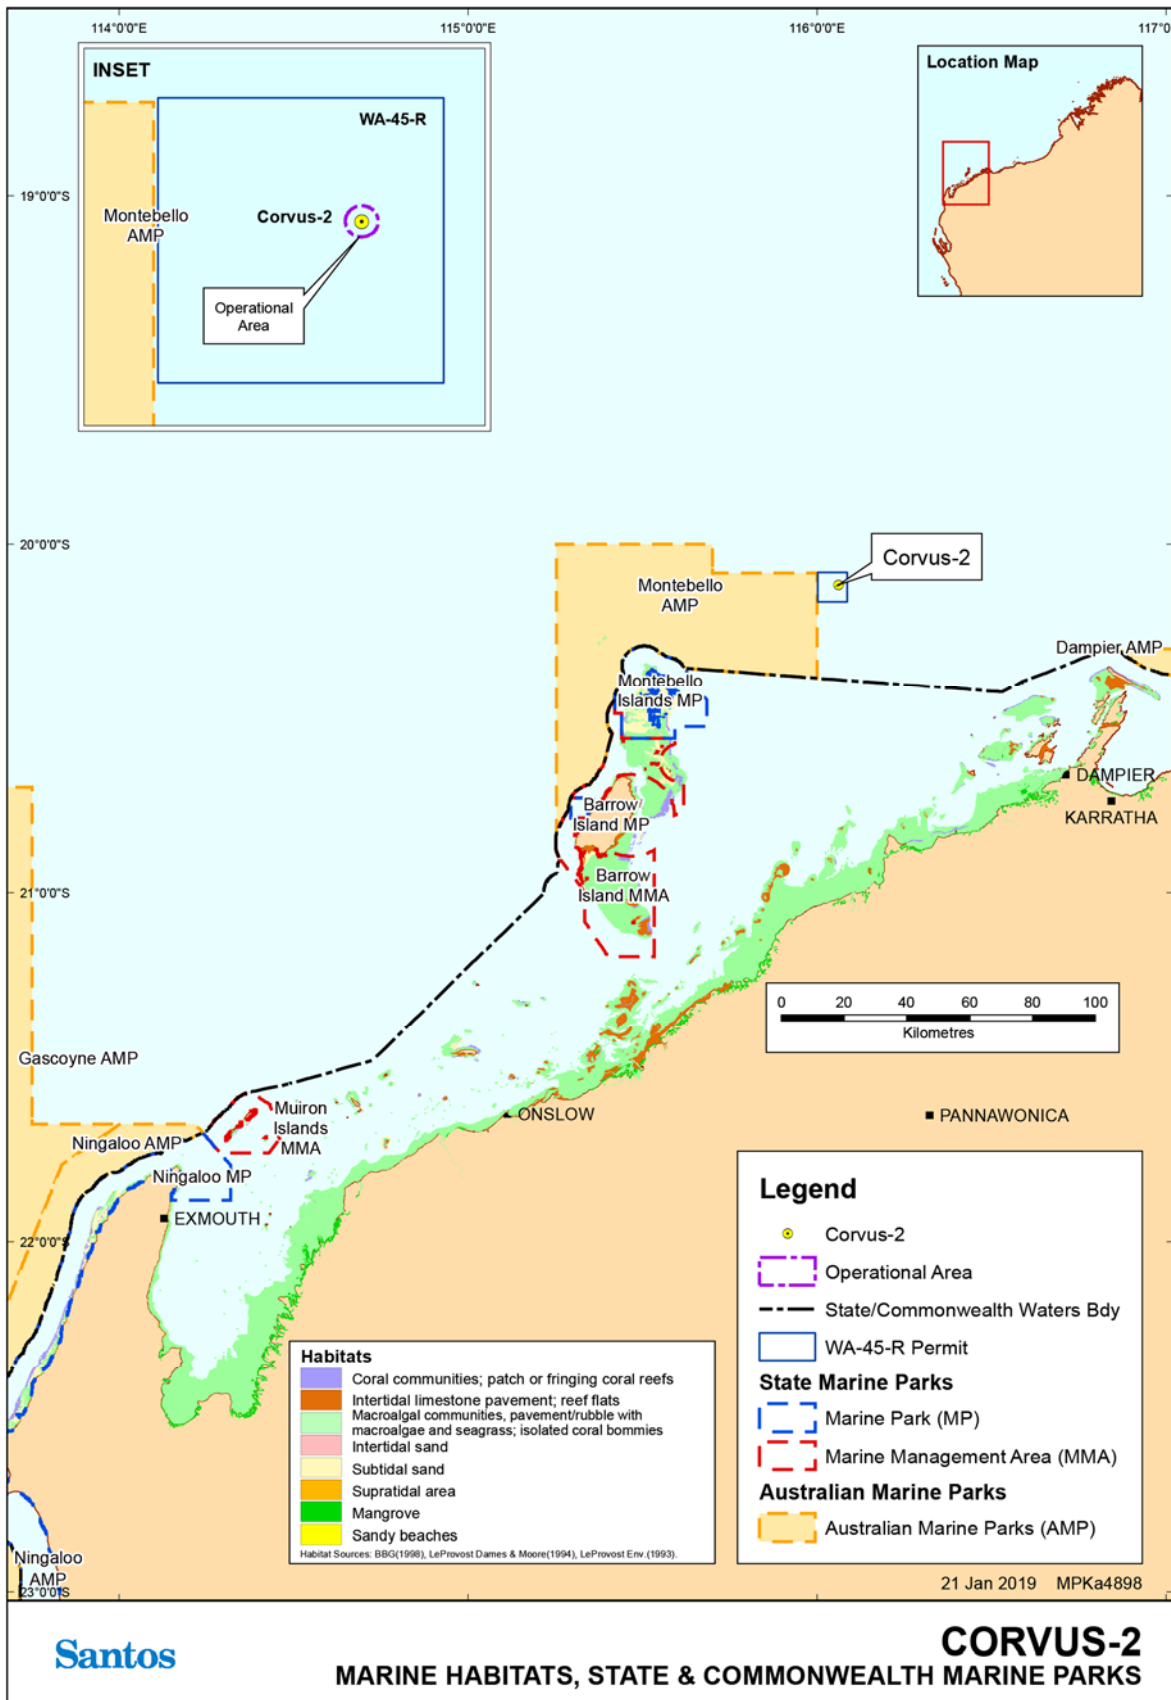 114°0'0"E
115°0'0"E
116°0'0"E
117°0'
INSET
WA-45-R
Montebello
AMP
Corvus-2
Operational
Area
Location Map
19°0'0"S
20°0'0"S
Corvus-2
Montebello
AMP
Dampier AMP
Montebello
Islands MP
DAMPIER
KARRATHA
Barrow
Island MP
Barrow
Island MMA
21°0'0"S
0 20 40 60 80 100
Kilometres
Gascoyne AMP
Muiron
Islands
MMA
ONSLOW
PANNAWONICA
Ningaloo AMP
Ningaloo MP
EXMOUTH
22°0'0"S
Legend
Corvus-2
Operational Area
State/Commonwealth Waters Bdy
WA-45-R Permit
State Marine Parks
Marine Park (MP)
Marine Management Area (MMA)
Australian Marine Parks
Australian Marine Parks (AMP)
Habitats
Coral communities; patch or fringing coral reefs
Intertidal limestone pavement; reef flats
Macroalgal communities, pavement/rubble with
macroalgae and seagrass; isolated coral bommies
Intertidal sand
Subtidal sand
Supratidal area
Mangrove
Sandy beaches
Habitat Sources: BBG(1998), LeProvost Dames & Moore(1994), LeProvost Env.(1993).
Ningaloo
AMP
23°0'0"S
21 Jan 2019 MPKa4898
Santos
CORVUS-2
MARINE HABITATS, STATE & COMMONWEALTH MARINE PARKS